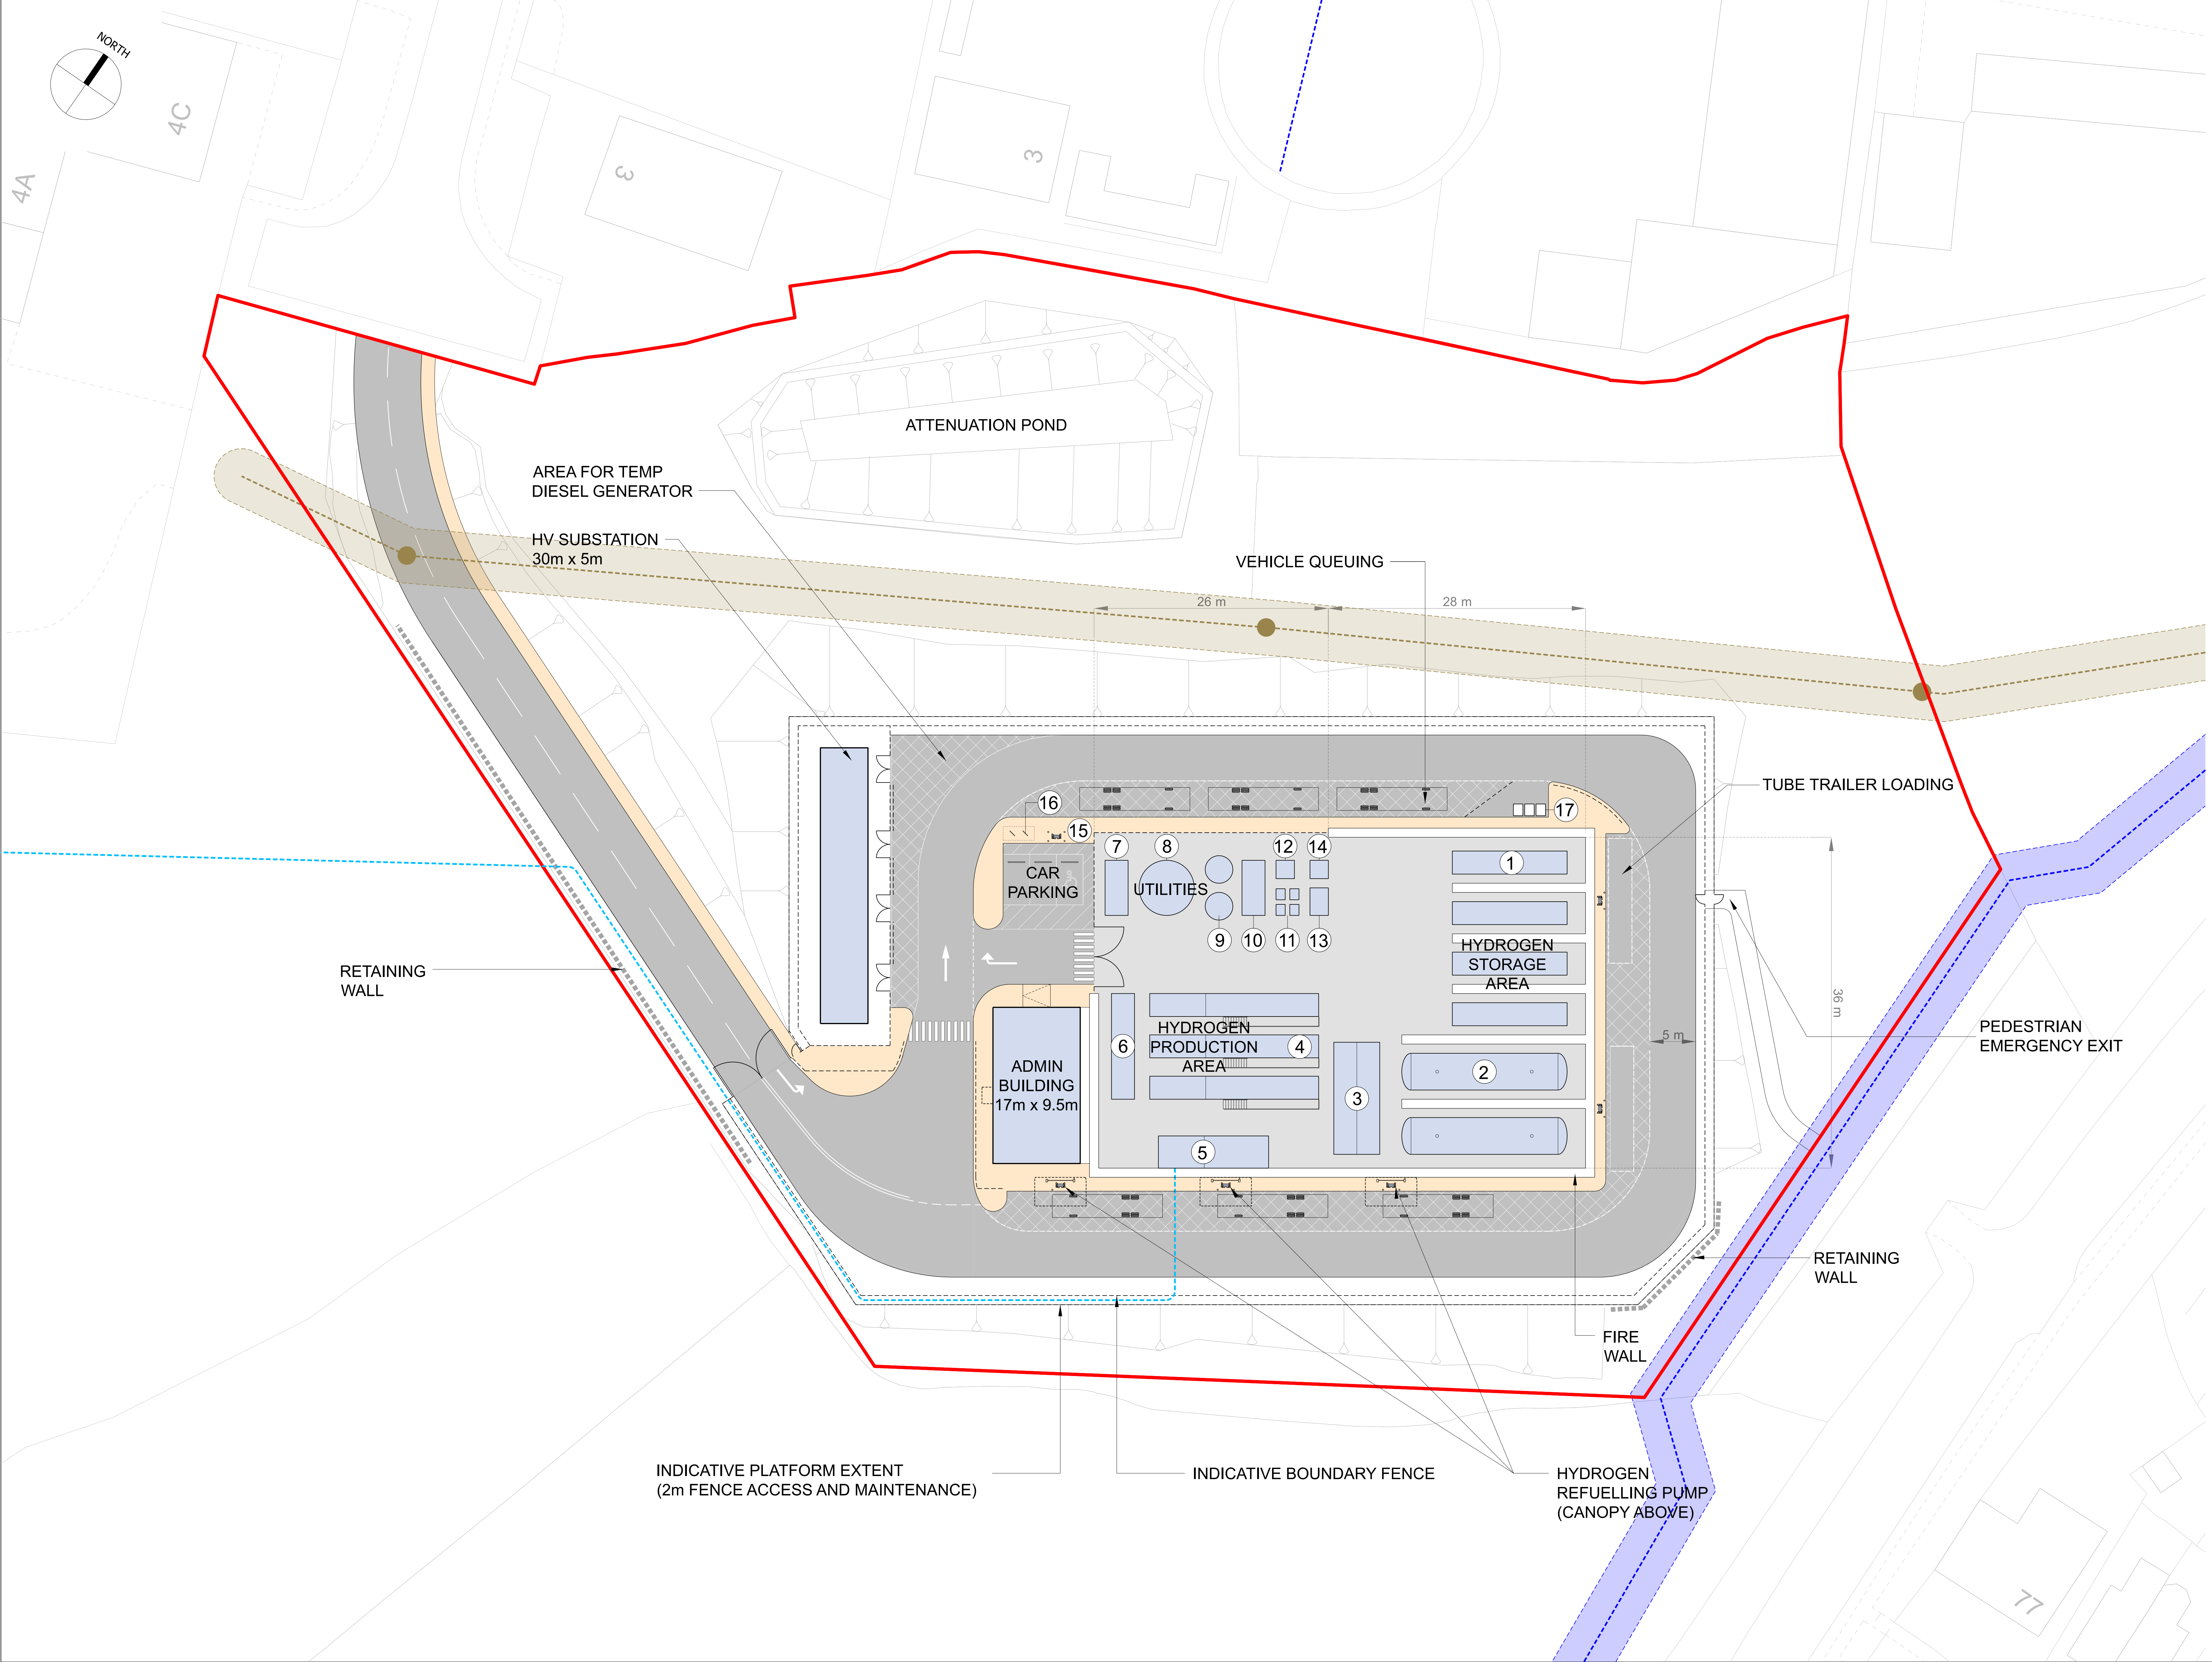 NORTH
4C
4A
3
3
ATTENUATION POND
AREA FOR TEMP
DIESEL GENERATOR
HV SUBSTATION
30m x 5m
VEHICLE QUEUING
26 m
28 m
TUBE TRAILER LOADING
16
15
17
7
8
12
14
1
CAR
PARKING
UTILITIES
9
10
11
13
HYDROGEN
STORAGE
AREA
RETAINING
WALL
36 m
5 m
PEDESTRIAN
EMERGENCY EXIT
6
HYDROGEN
PRODUCTION
AREA
4
ADMIN
BUILDING
17m x 9.5m
2
3
5
RETAINING
WALL
FIRE
WALL
INDICATIVE PLATFORM EXTENT
(2m FENCE ACCESS AND MAINTENANCE)
INDICATIVE BOUNDARY FENCE
HYDROGEN
REFUELLING PUMP
(CANOPY ABOVE)
77